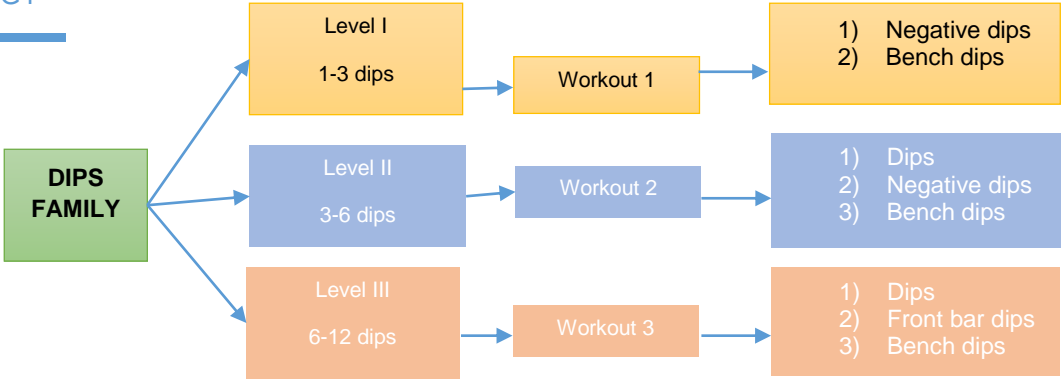 Level I
1-3 dips
Workout 1
1) Negative dips
2) Bench dips
DIPS
FAMILY
Level II
3-6 dips
Workout 2
1) Dips
2) Negative dips
3) Bench dips
Level III
6-12 dips
Workout 3
1) Dips
2) Front bar dips
3) Bench dips